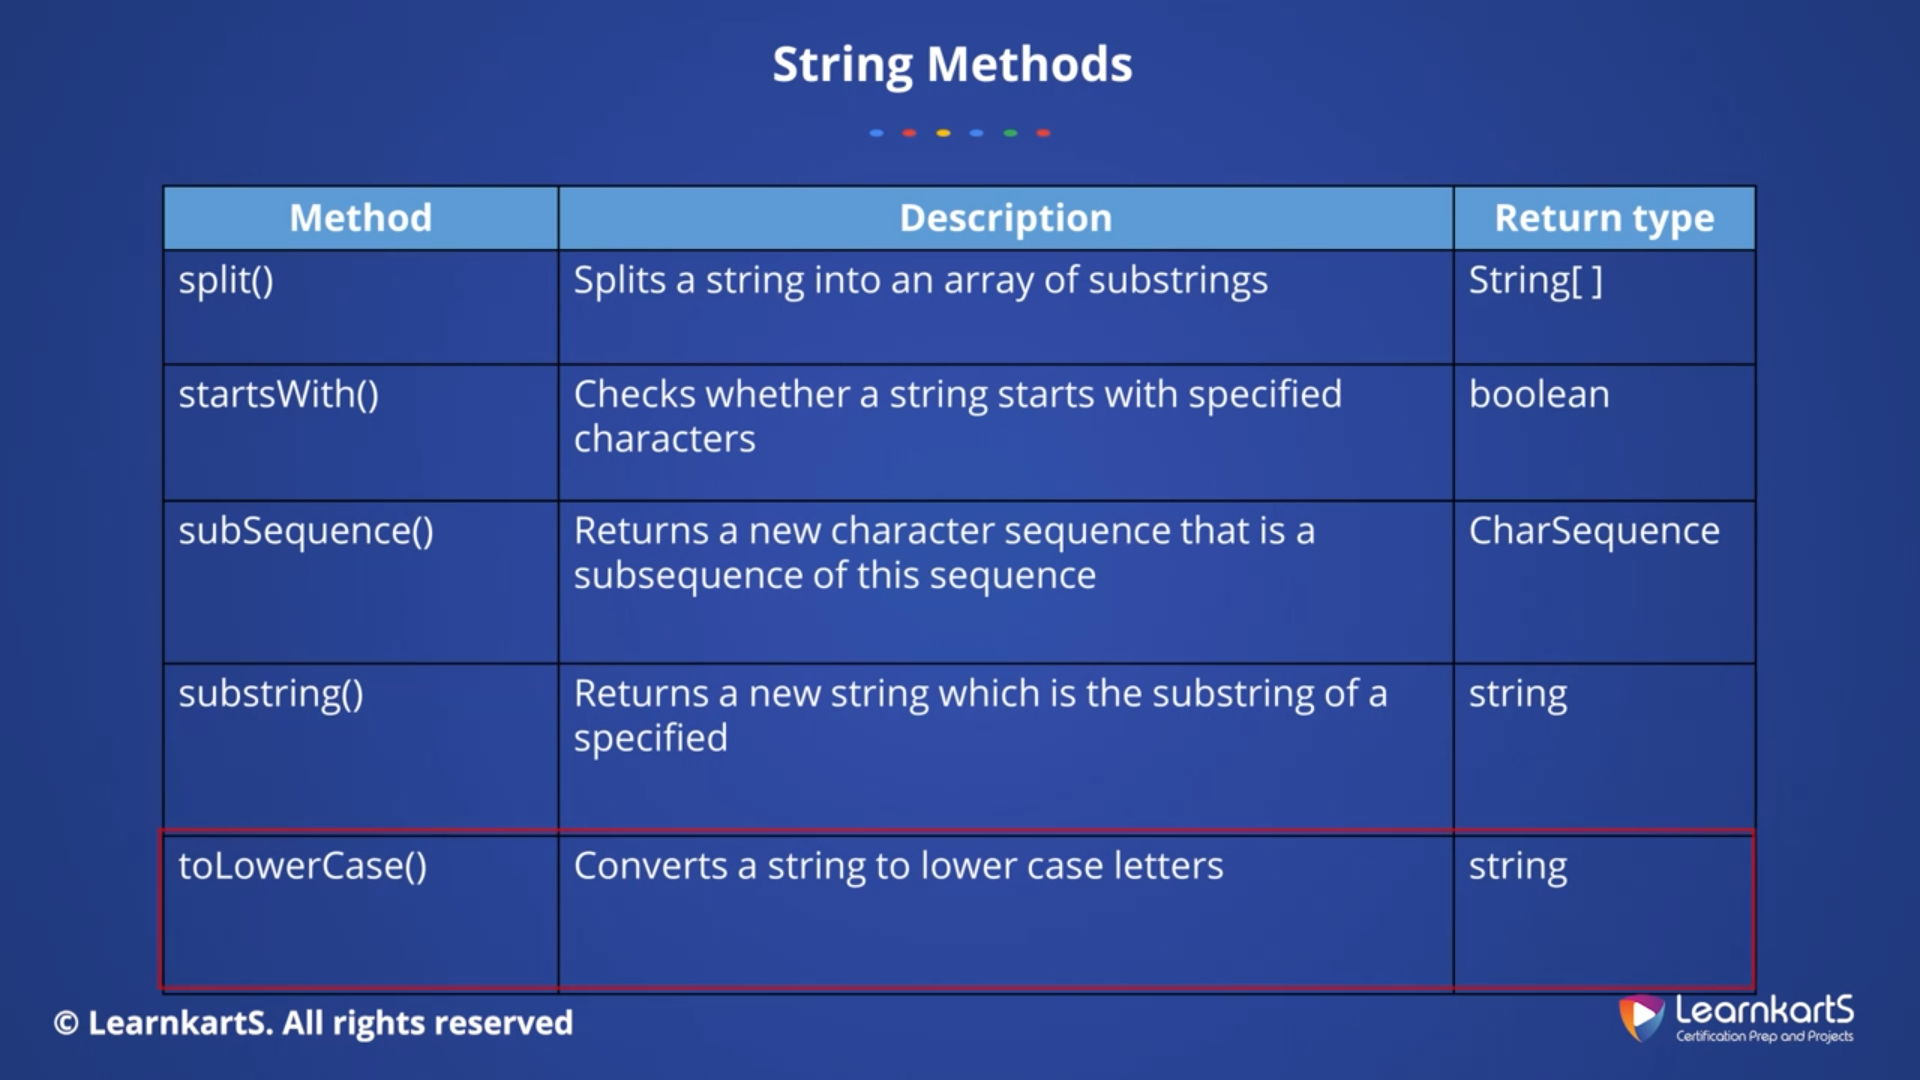 String Methods
Method Description Return type
split() Splits a string into an array of substrings String[ ]
startsWith() Checks whether a string starts with specified boolean
characters
subSequence() Returns a new character sequence that is a CharSequence
subsequence of this sequence
substring() Returns a new string which is the substring of a string
specified
toLowerCase() Converts a string to lower case letters string
© LearnkartS. All rights reserved
LearnkartS
Certification Prep and Projects